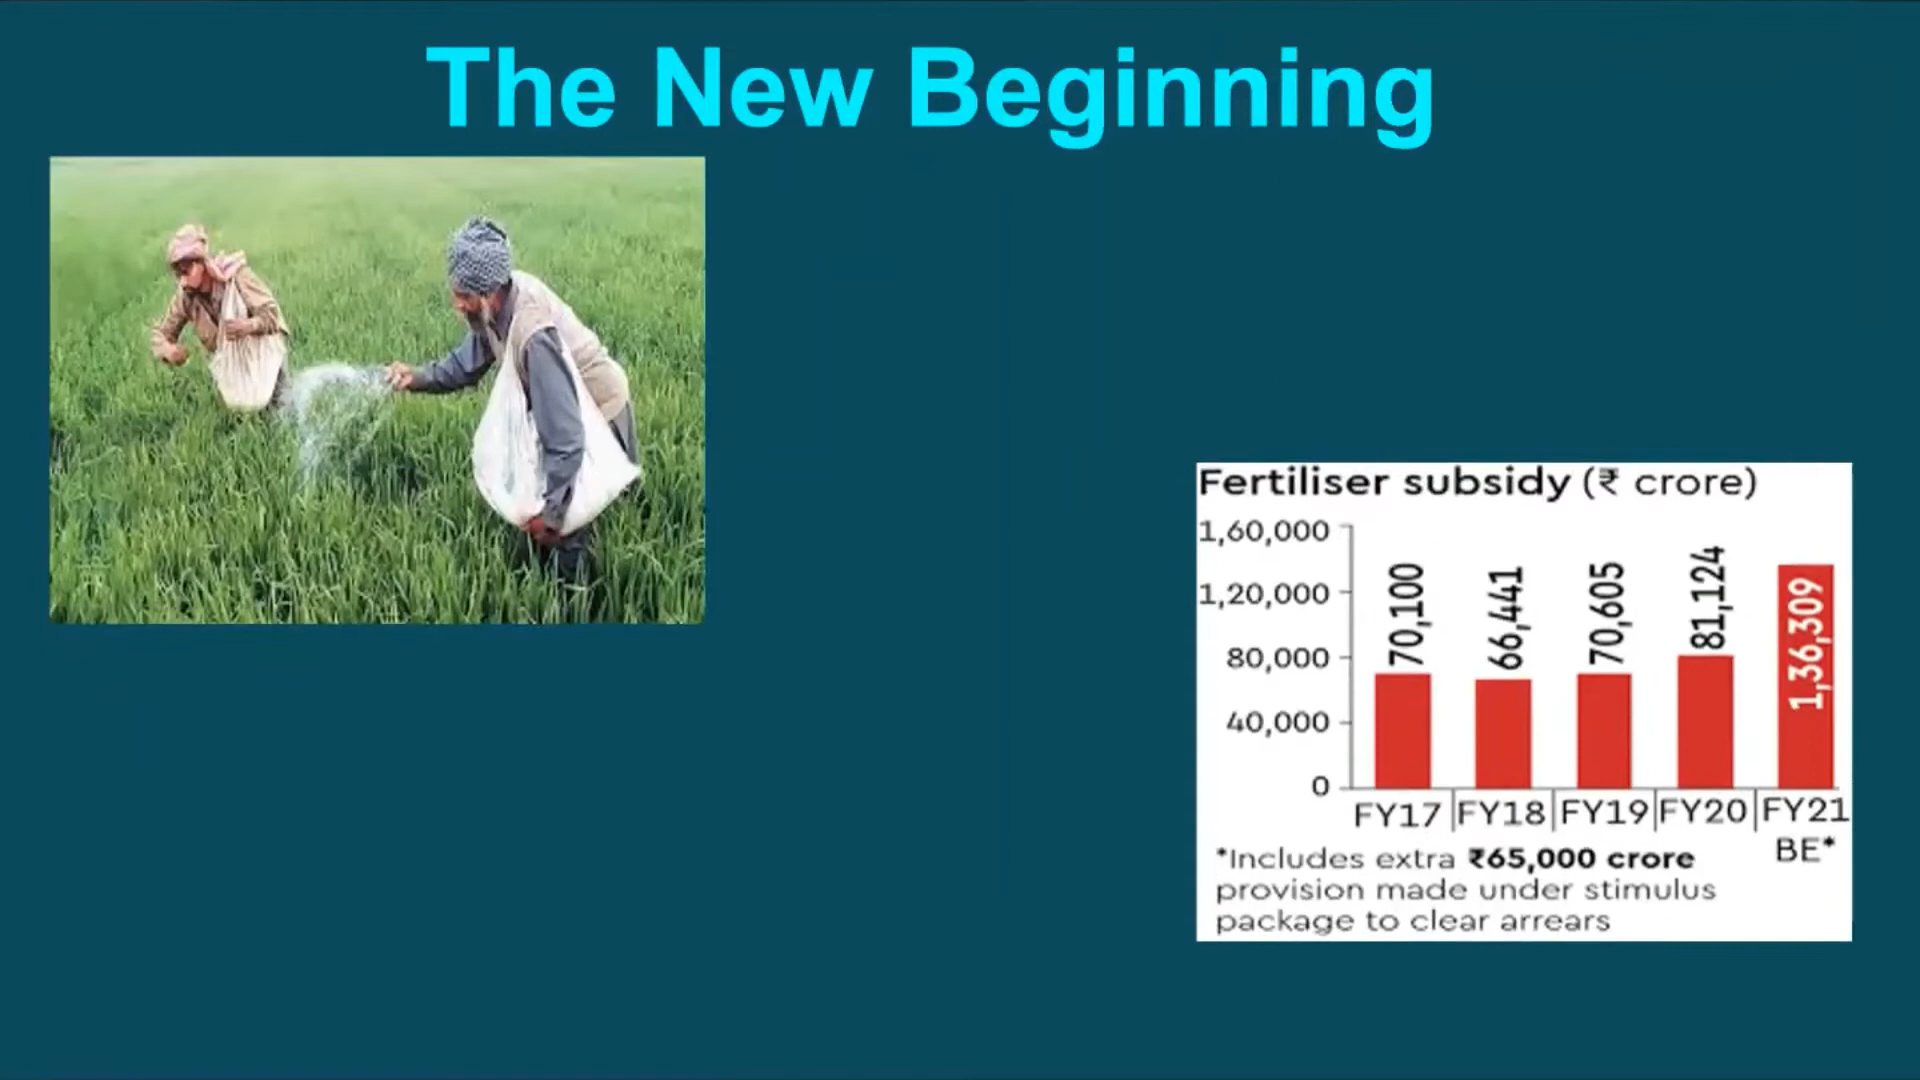 The New Beginning
Fertiliser subsidy (₹ crore)
1,60,000
1,20,000
80,000
40,000
0
70,100
66,441
70,605
81,124
1,36,309
FY17 FY18 FY19 FY20 FY21
BE*
*Includes extra ₹65,000 crore
provision made under stimulus
package to clear arrears